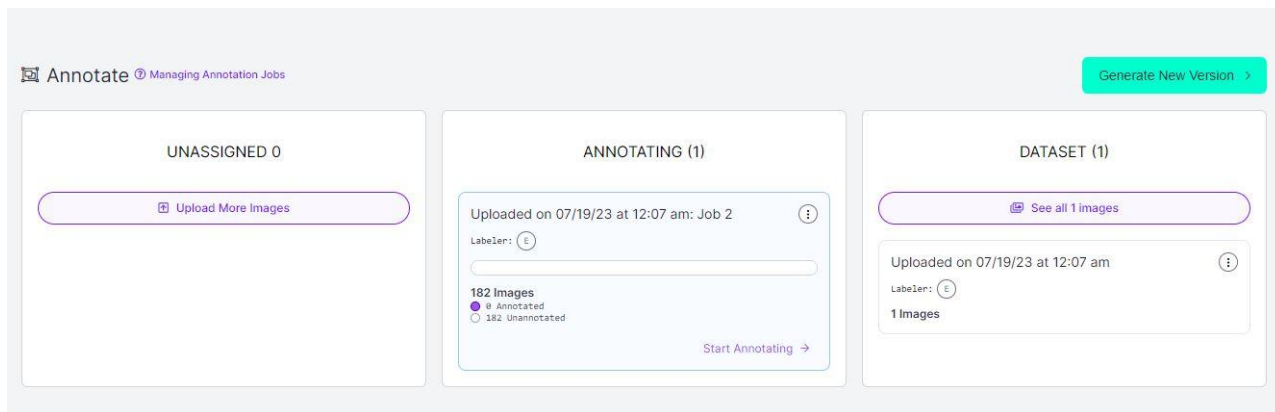 Annotate Managing Annotation Jobs
Generate New Version
UNASSIGNED 0
Upload More Images
ANNOTATING (1)
Uploaded on 07/19/23 at 12:07 am: Job 2
Labeler: E
182 Images
0 Annotated
182 Unannotated
Start Annotating
DATASET (1)
See all 1 images
Uploaded on 07/19/23 at 12:07 am
Labeler: E
1 Images